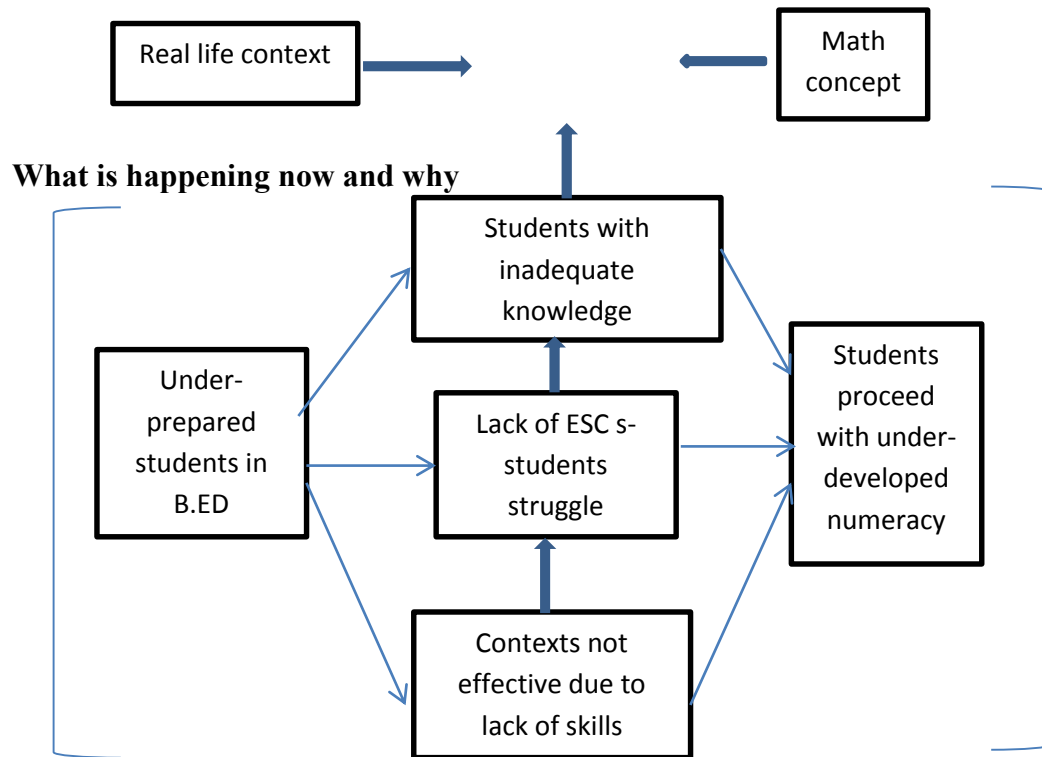 Real life context
Math
concept
What is happening now and why
Students with
inadequate
knowledge
Under-
prepared
students in
B.ED
Lack of ESC s-
students
struggle
Students
proceed
with under-
developed
numeracy
Contexts not
effective due to
lack of skills